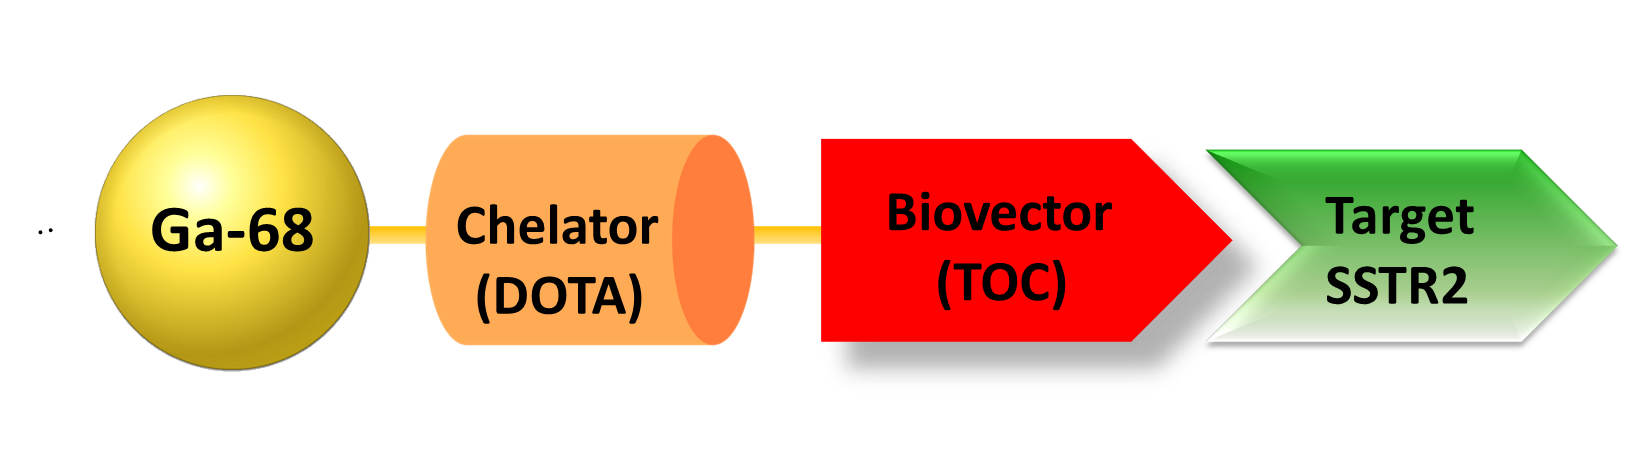 Ga-68
Chelator
(DOTA)
Biovector
(TOC)
Target
SSTR2